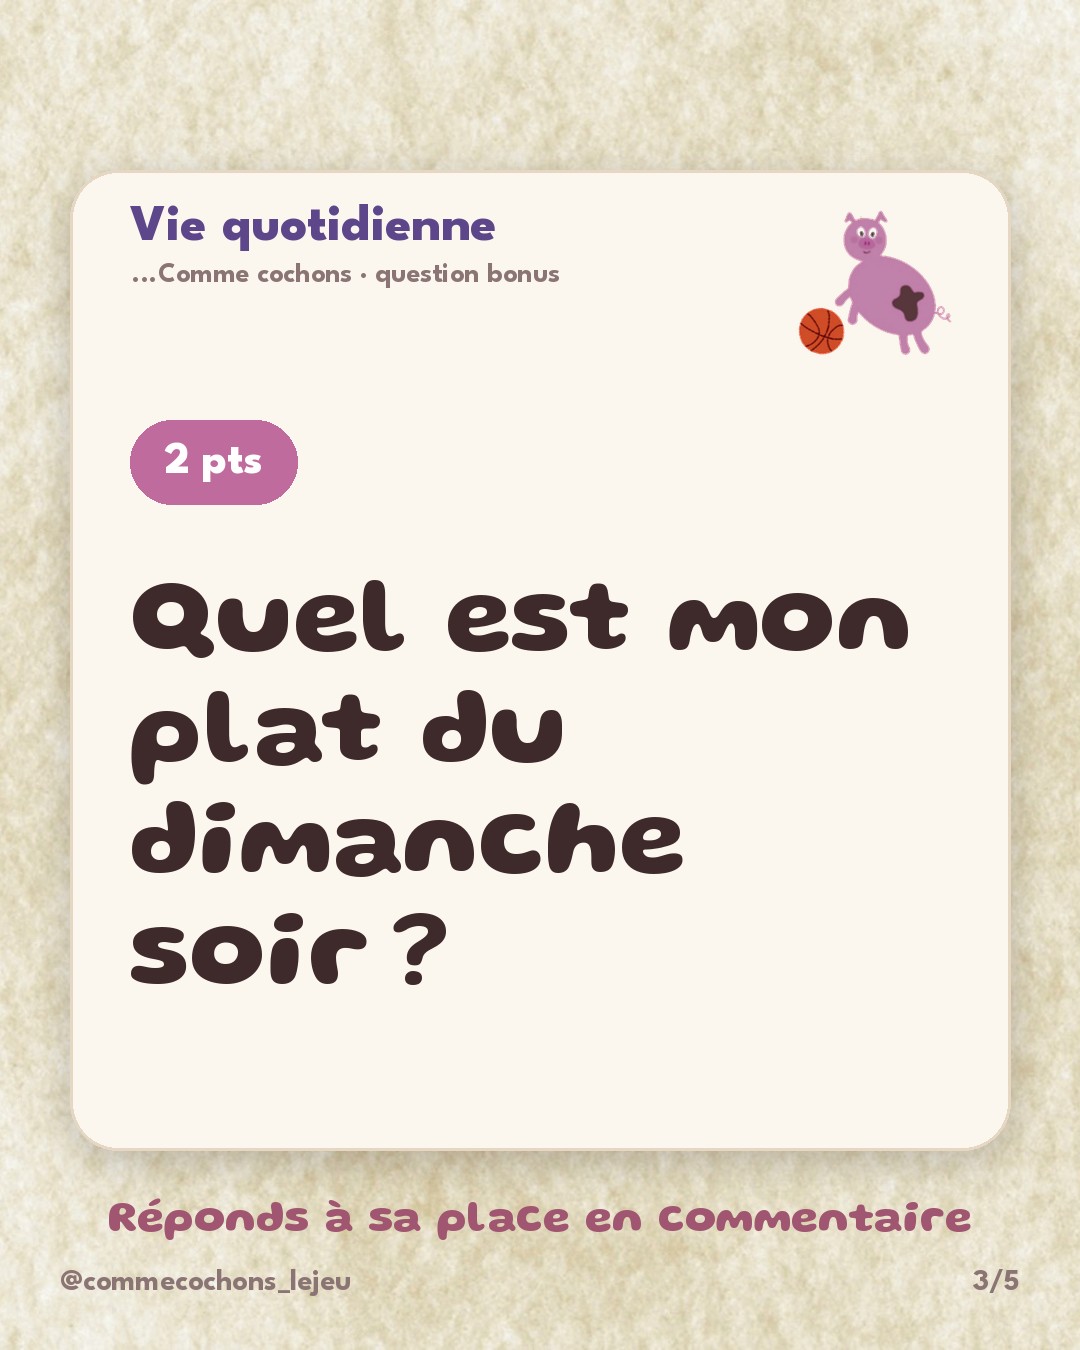 Vie quotidienne
...Comme cochons · question bonus
2 pts
Quel est mon
plat du
dimanche
soir ?
Réponds à sa place en commentaire
@commecochons_lejeu
3/5